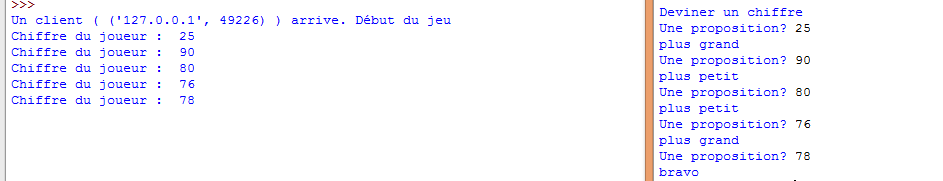 >>>
Un client ( ('127.0.0.1', 49226) ) arrive. Début du jeu
Chiffre du joueur :  25
Chiffre du joueur :  90
Chiffre du joueur :  80
Chiffre du joueur :  76
Chiffre du joueur :  78
Deviner un chiffre
Une proposition? 25
plus grand
Une proposition? 90
plus petit
Une proposition? 80
plus petit
Une proposition? 76
plus grand
Une proposition? 78
bravo